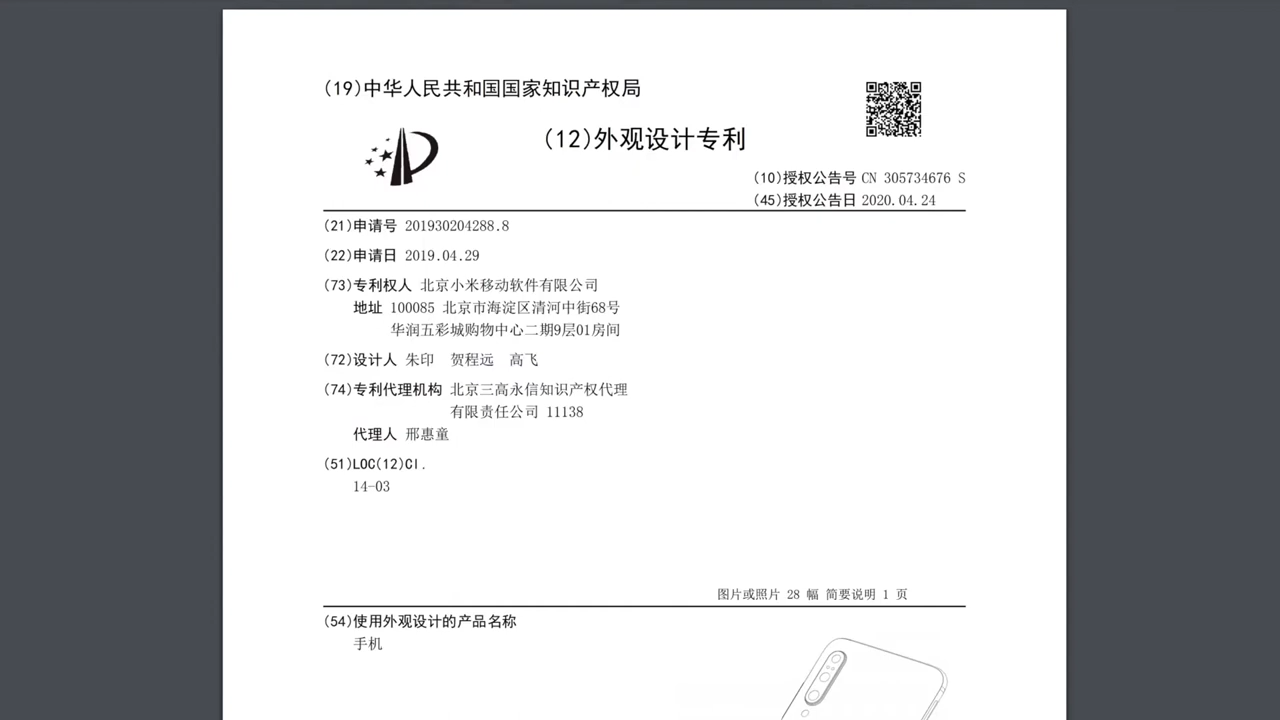 (19)中华人民共和国国家知识产权局
(12)外观设计专利
(10)授权公告号 CN 305734676 S
(45)授权公告日 2020.04.24
(21)申请号 201930204288.8
(22)申请日 2019.04.29
(73)专利权人 北京小米移动软件有限公司
地址 100085 北京市海淀区清河中街68号
华润五彩城购物中心二期9层01房间
(72)设计人 朱印 贺程远 高飞
(74)专利代理机构 北京三高永信知识产权代理
有限责任公司 11138
代理人 邢惠童
(51)LOC(12)Cl.
14-03
图片或照片 28 幅 简要说明 1 页
(54)使用外观设计的产品名称
手机